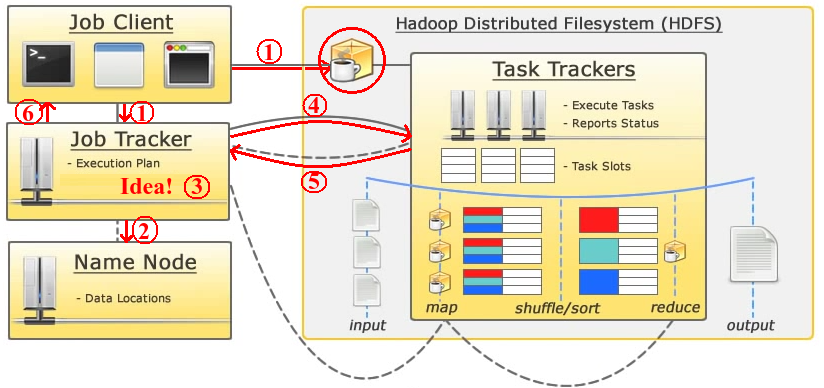 Job Client
>_
①
⑥
①
Job Tracker
- Execution Plan
Idea! ③
②
Name Node
- Data Locations
Hadoop Distributed Filesystem (HDFS)
①
④
⑤
Task Trackers
- Execute Tasks
- Reports Status
- Task Slots
input
map
shuffle/sort
reduce
output